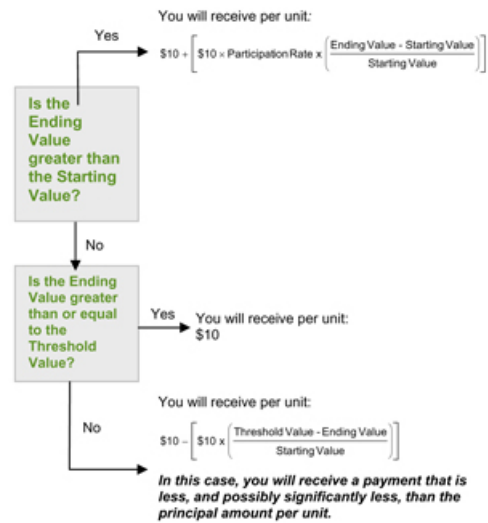 You will receive per unit:
Yes
$10 + [ $10 × Participation Rate x ( Ending Value - Starting Value
Starting Value ) ]
Is the
Ending
Value
greater than
the Starting
Value?
No
Is the Ending
Value greater
than or equal
to the
Threshold
Value?
Yes
You will receive per unit:
$10
You will receive per unit:
No
$10 – [ $10 x ( Threshold Value - Ending Value
Starting Value ) ]
In this case, you will receive a payment that is
less, and possibly significantly less, than the
principal amount per unit.